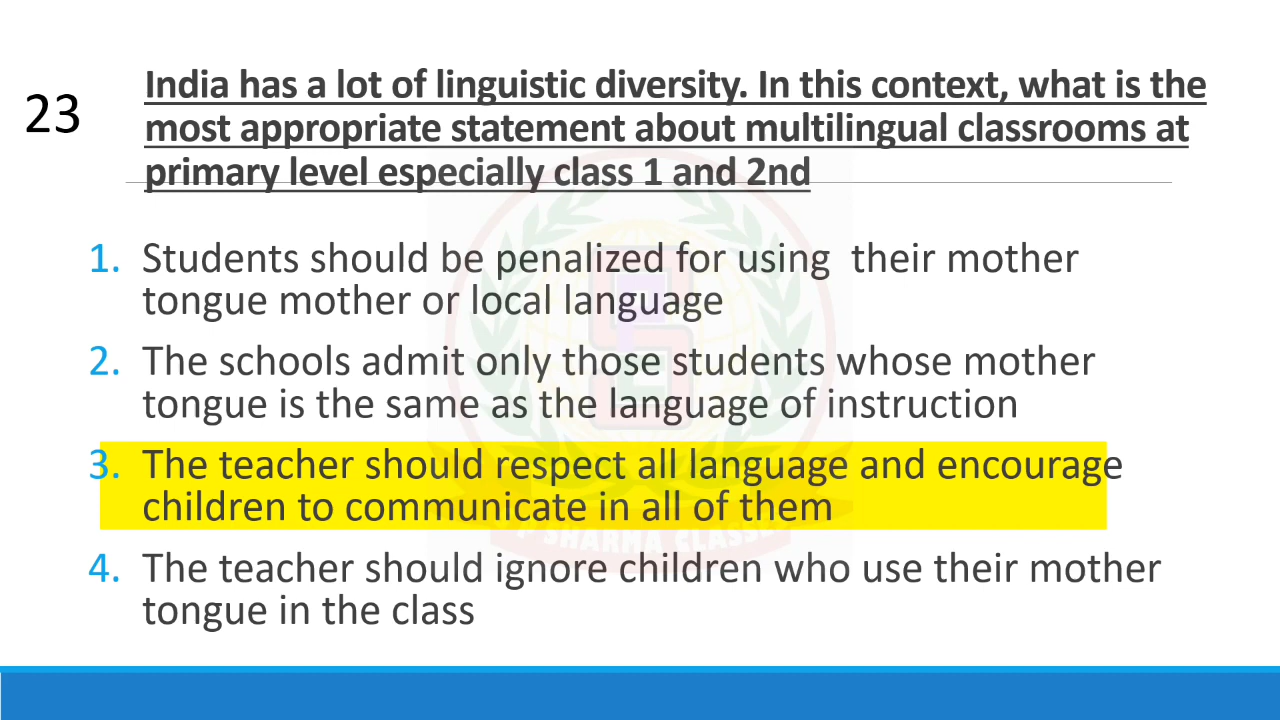 23
India has a lot of linguistic diversity. In this context, what is the
most appropriate statement about multilingual classrooms at
primary level especially class 1 and 2nd
1. Students should be penalized for using  their mother
tongue mother or local language
2. The schools admit only those students whose mother
tongue is the same as the language of instruction
3. The teacher should respect all language and encourage
children to communicate in all of them
4. The teacher should ignore children who use their mother
tongue in the class
SHARMA CLASSES